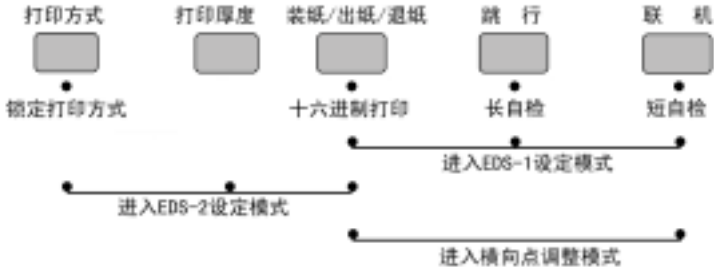 打印方式 打印厚度 装纸/出纸/退纸 跳 行 联 机
锁定打印方式 十六进制打印 长自检 短自检
进入EDS-1设定模式
进入EDS-2设定模式
进入横向点调整模式